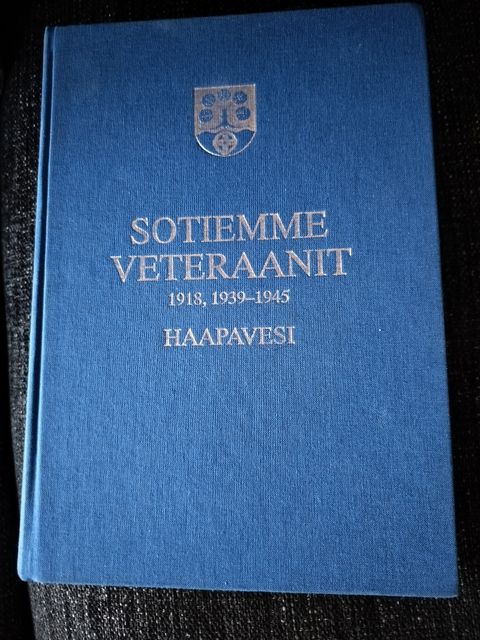 SOTIEMME
VETERAANIT
1918, 1939–1945
HAAPAVESI